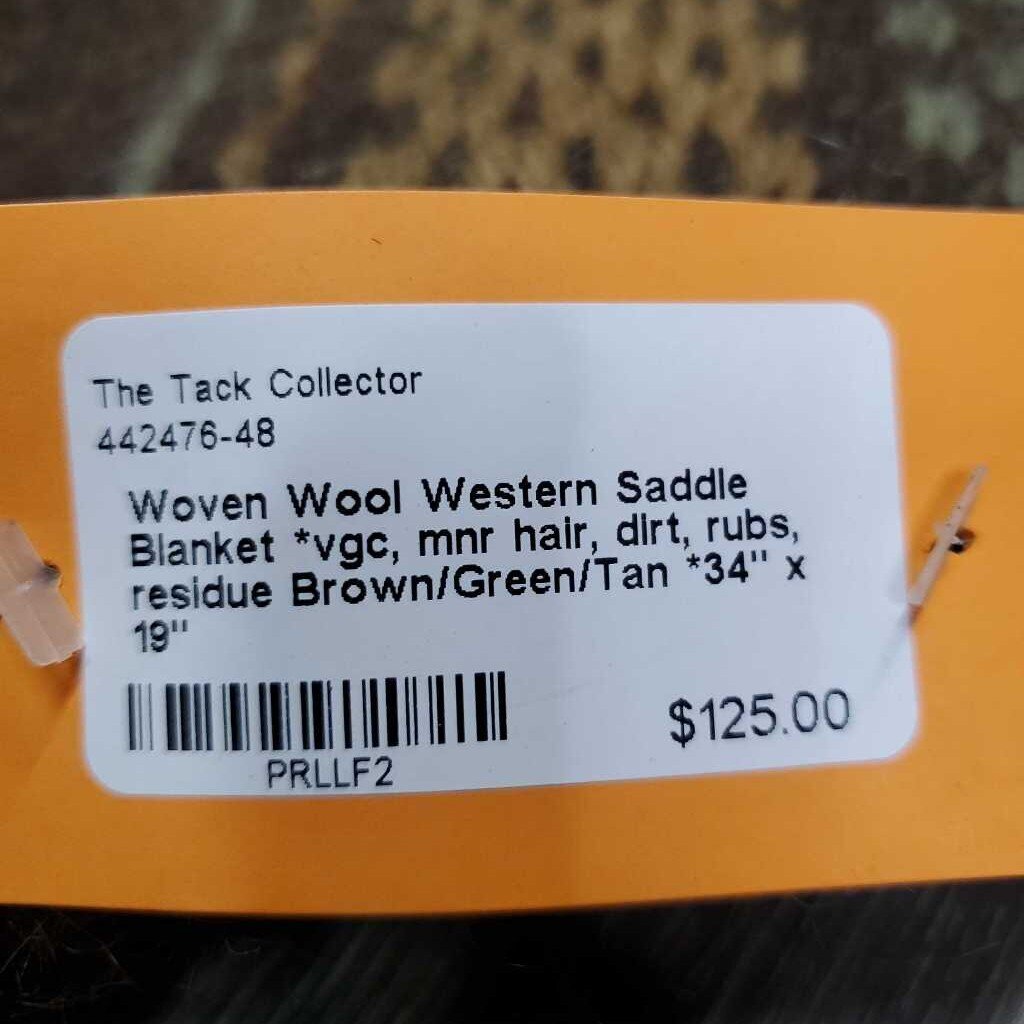 The Tack Collector
442476-48
Woven Wool Western Saddle
Blanket *vgc, mnr hair, dirt, rubs,
residue Brown/Green/Tan *34" x
19"
$125.00
PRLLF2